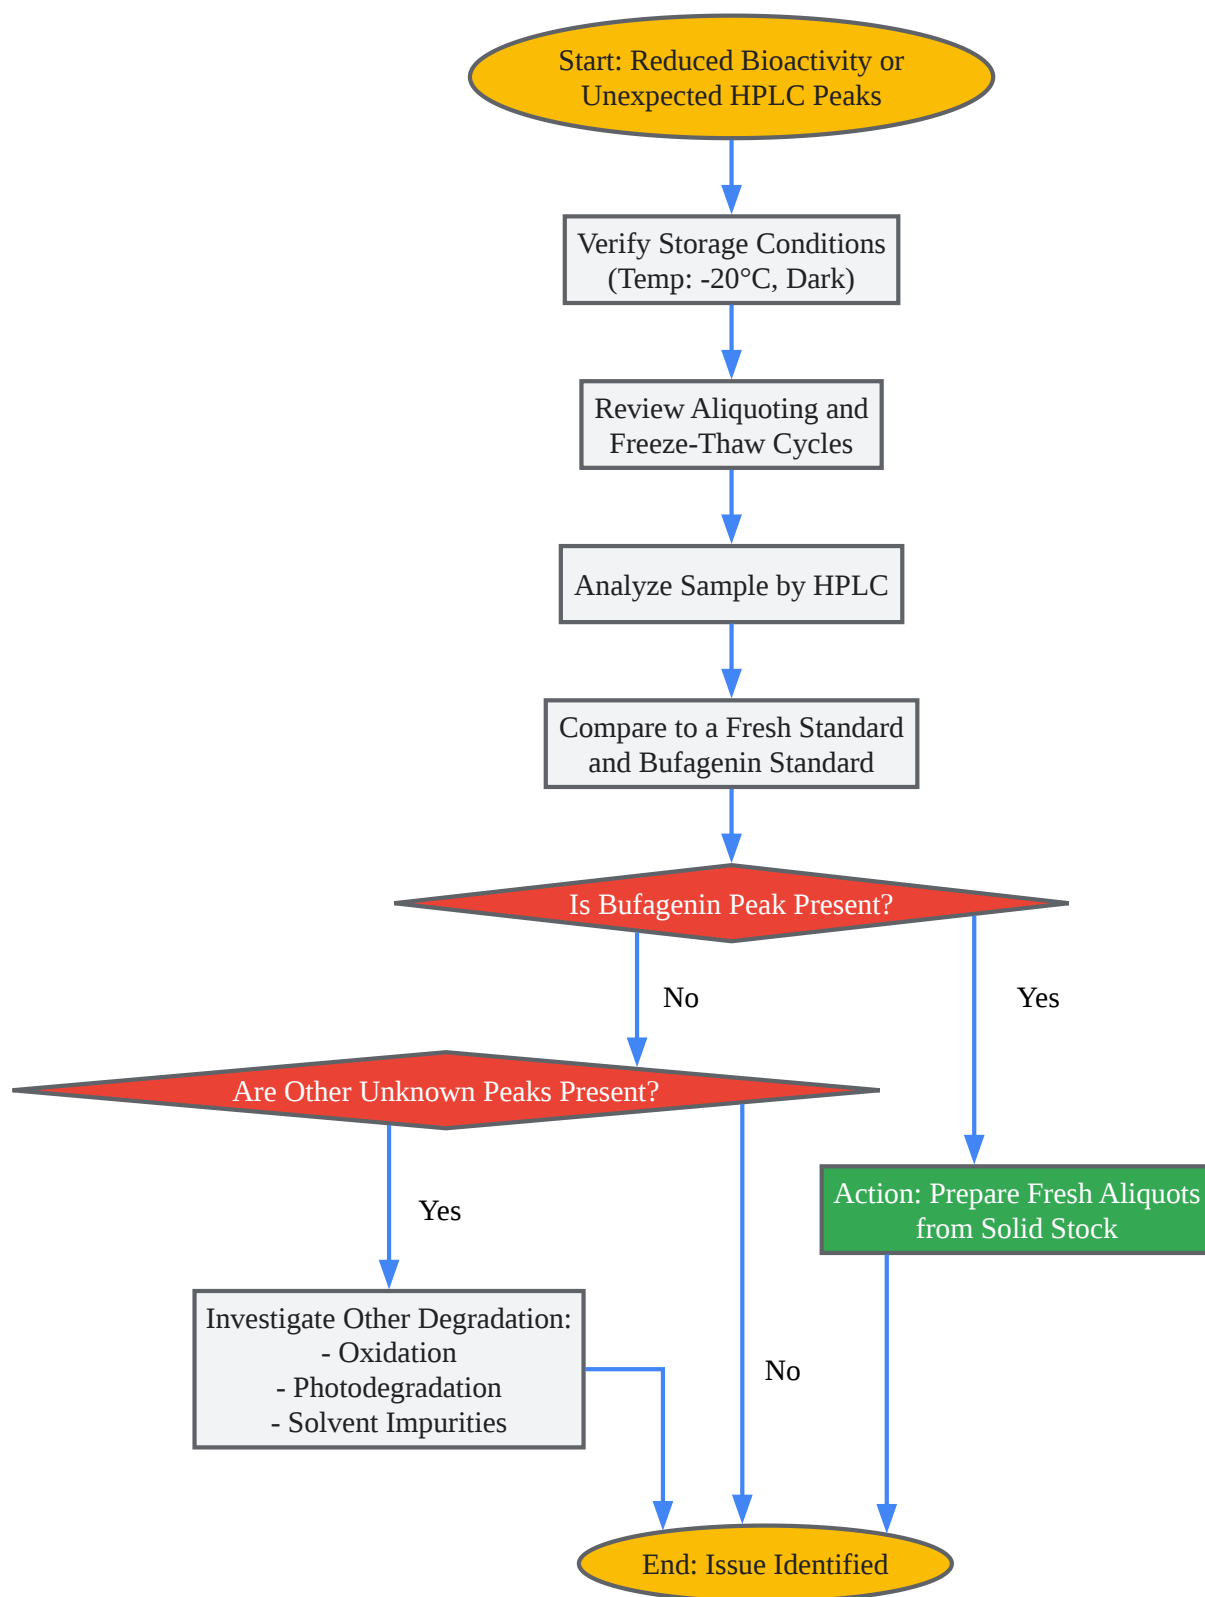 Start: Reduced Bioactivity or
Unexpected HPLC Peaks
Verify Storage Conditions
(Temp: -20°C, Dark)
Review Aliquoting and
Freeze-Thaw Cycles
Analyze Sample by HPLC
Compare to a Fresh Standard
and Bufagenin Standard
Is Bufagenin Peak Present?
No
Yes
Are Other Unknown Peaks Present?
Action: Prepare Fresh Aliquots
from Solid Stock
Yes
Investigate Other Degradation:
- Oxidation
- Photodegradation
- Solvent Impurities
No
End: Issue Identified